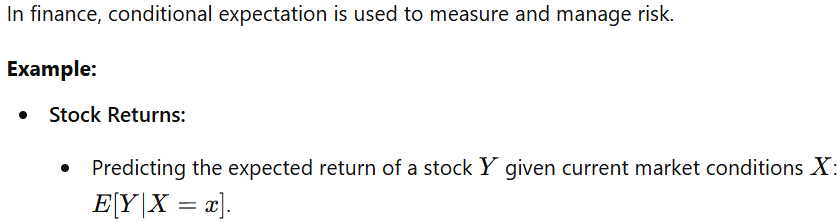 In finance, conditional expectation is used to measure and manage risk.
Example:
• Stock Returns:
• Predicting the expected return of a stock Y given current market conditions X:
E[Y|X = x].